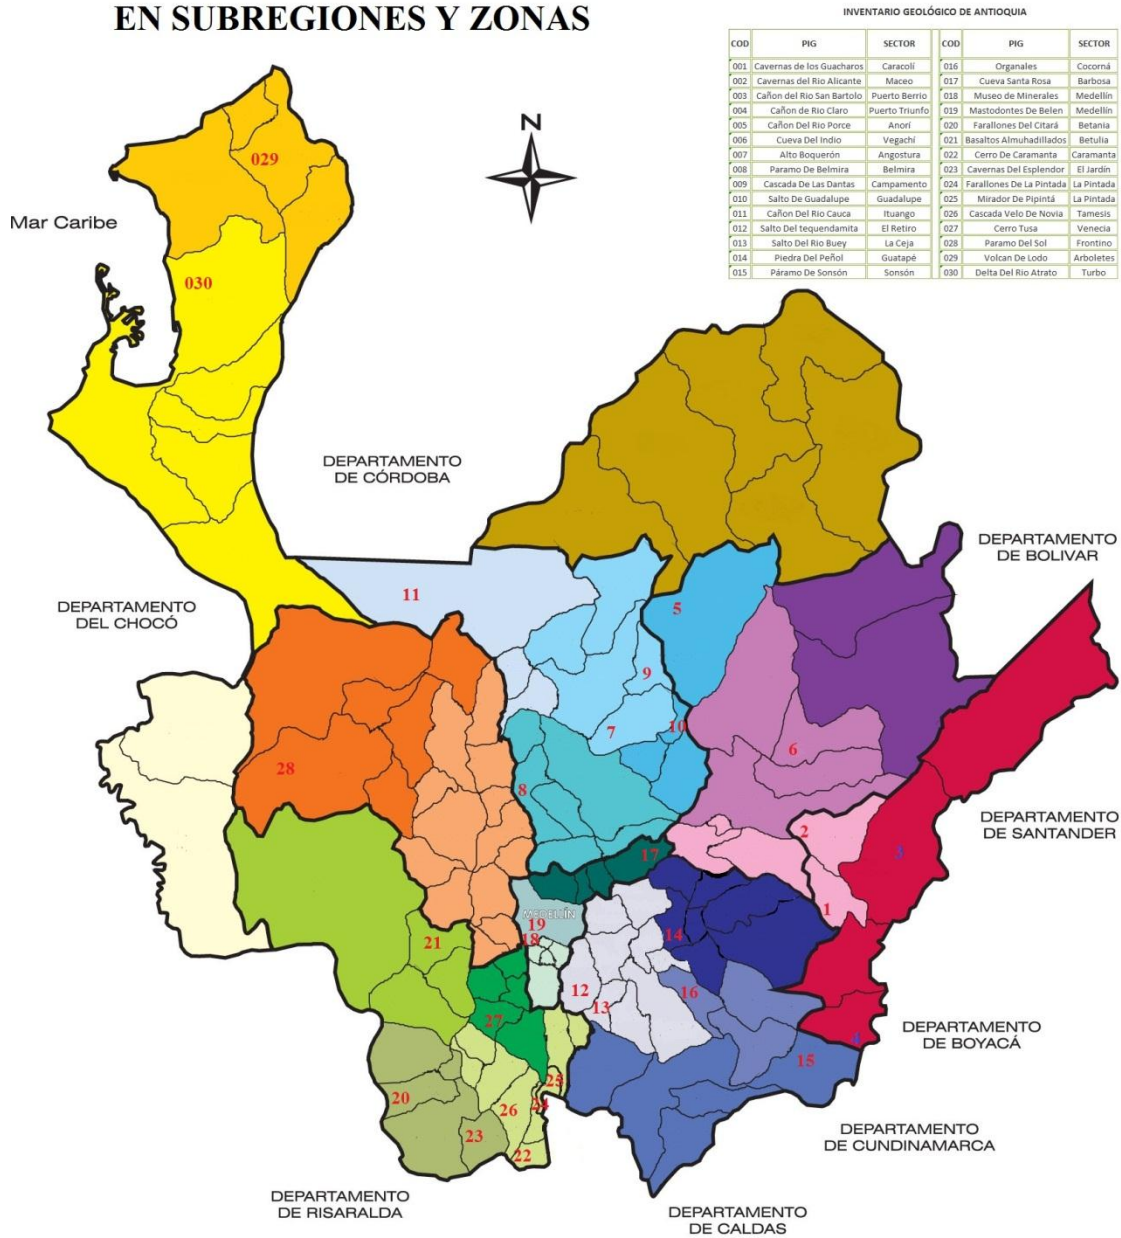 EN SUBREGIONES Y ZONAS
INVENTARIO GEOLÓGICO DE ANTIOQUIA
COD PIG SECTOR COD PIG SECTOR
001 Cavernas de los Guacharos Caracolí 016 Organales Cocorná
002 Cavernas del Rio Alicante Maceo 017 Cueva Santa Rosa Barbosa
003 Cañon del Rio San Bartolo Puerto Berrio 018 Museo de Minerales Medellín
004 Cañon de Rio Claro Puerto Triunfo 019 Mastodontes De Belen Medellín
005 Cañon Del Rio Porce Anorí 020 Farallones Del Citará Betania
006 Cueva Del Indio Vegachí 021 Basaltos Almuhadillados Betulia
007 Alto Boquerón Angostura 022 Cerro De Caramanta Caramanta
008 Paramo De Belmira Belmira 023 Cavernas Del Esplendor El Jardín
009 Cascada De Las Dantas Campamento 024 Farallones De La Pintada La Pintada
010 Salto De Guadalupe Guadalupe 025 Mirador De Pipintá La Pintada
011 Cañon Del Rio Cauca Ituango 026 Cascada Velo De Novia Tamesis
012 Salto Del tequendamita El Retiro 027 Cerro Tusa Venecia
013 Salto Del Rio Buey La Ceja 028 Paramo Del Sol Frontino
014 Piedra Del Peñol Guatapé 029 Volcan De Lodo Arboletes
015 Páramo De Sonsón Sonsón 030 Delta Del Rio Atrato Turbo
N
029
Mar Caribe
030
DEPARTAMENTO
DE CÓRDOBA
DEPARTAMENTO
DE BOLIVAR
DEPARTAMENTO
DEL CHOCÓ
11
5
9
10
7
6
28
8
2
DEPARTAMENTO
DE SANTANDER
17
3
1
MEDELLÍN
19
18
14
21
12
16
13
27
4
DEPARTAMENTO
DE BOYACÁ
15
25
20
26
24
23
22
DEPARTAMENTO
DE CUNDINAMARCA
DEPARTAMENTO
DE RISARALDA
DEPARTAMENTO
DE CALDAS